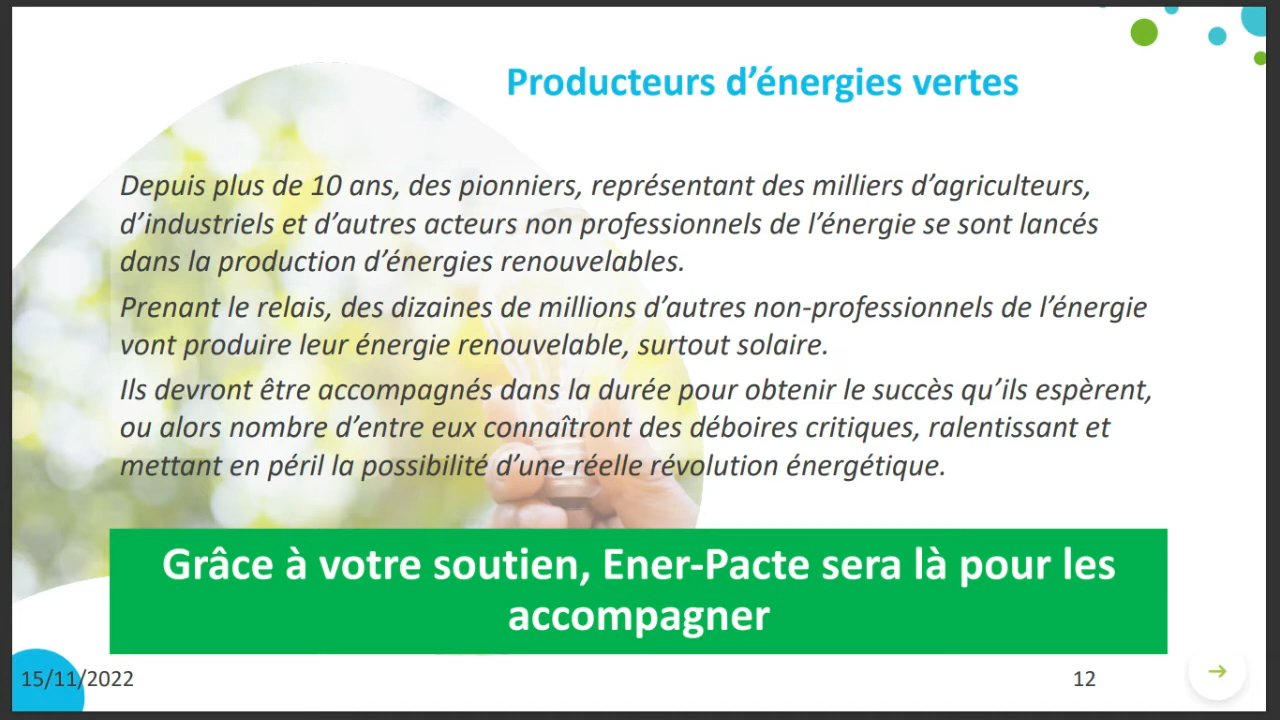 Producteurs d’énergies vertes
Depuis plus de 10 ans, des pionniers, représentant des milliers d’agriculteurs,
d’industriels et d’autres acteurs non professionnels de l’énergie se sont lancés
dans la production d’énergies renouvelables.
Prenant le relais, des dizaines de millions d’autres non-professionnels de l’énergie
vont produire leur énergie renouvelable, surtout solaire.
Ils devront être accompagnés dans la durée pour obtenir le succès qu’ils espèrent,
ou alors nombre d’entre eux connaîtront des déboires critiques, ralentissant et
mettant en péril la possibilité d’une réelle révolution énergétique.
Grâce à votre soutien, Ener-Pacte sera là pour les
accompagner
15/11/2022
12